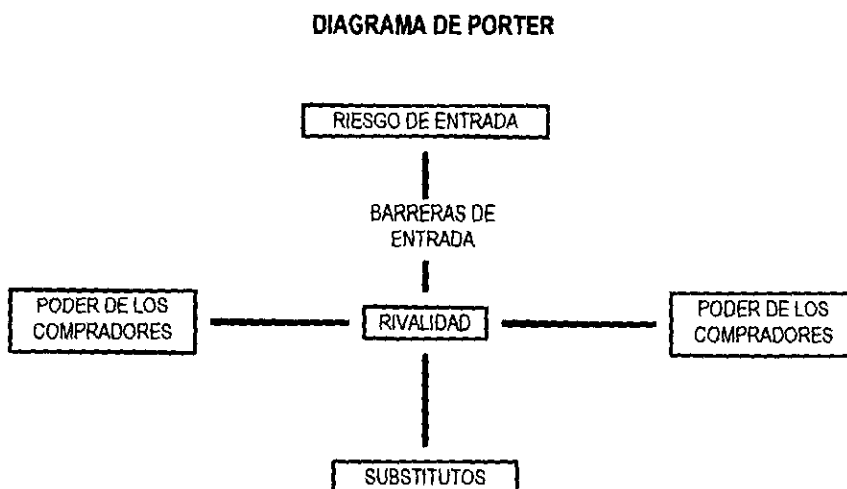 DIAGRAMA DE PORTER
RIESGO DE ENTRADA
BARRERAS DE
ENTRADA
PODER DE LOS
COMPRADORES
RIVALIDAD
PODER DE LOS
COMPRADORES
SUBSTITUTOS